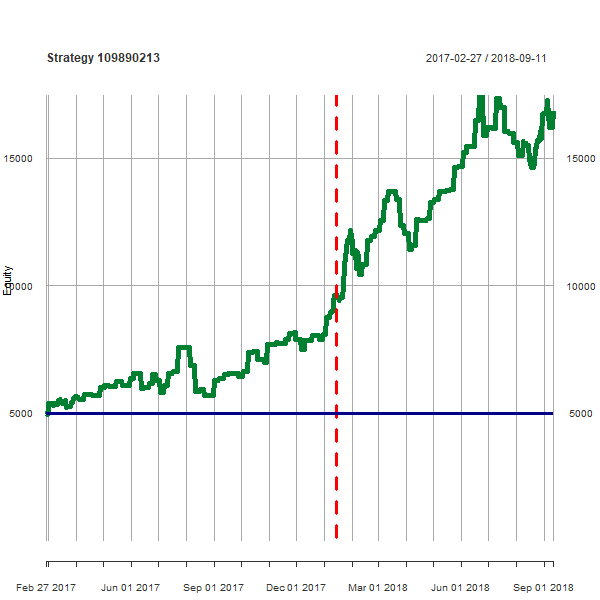 Strategy 109890213
2017-02-27 / 2018-09-11
15000
15000
Equity
10000
10000
5000
5000
Feb 27 2017
Jun 01 2017
Sep 01 2017
Dec 01 2017
Mar 01 2018
Jun 01 2018
Sep 01 2018